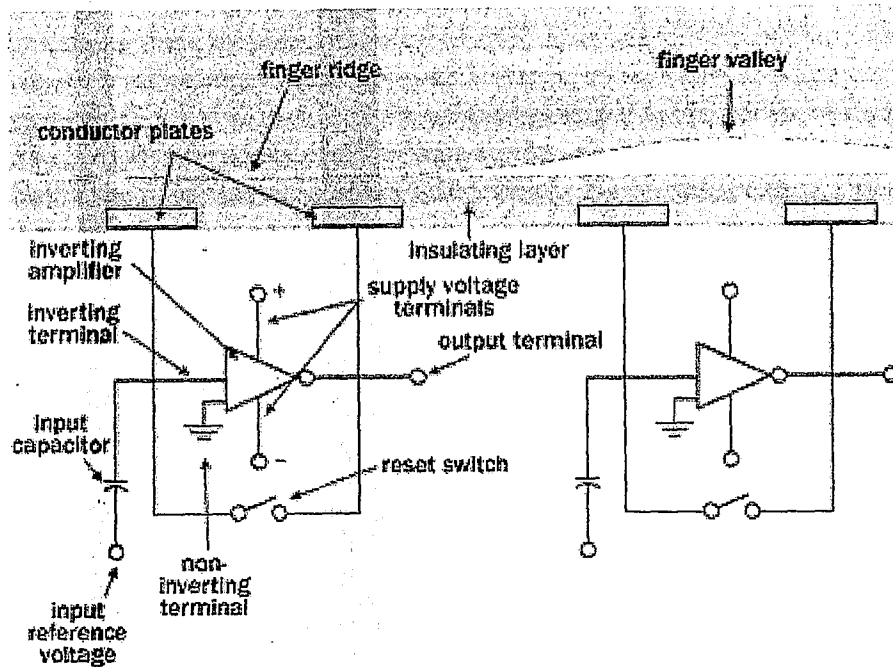 finger ridge
finger valley
conductor plates
insulating layer
inverting
amplifier
+
supply voltage
terminals
inverting
terminal
output terminal
input
capacitor
-
reset switch
non-
inverting
terminal
input
reference
voltage